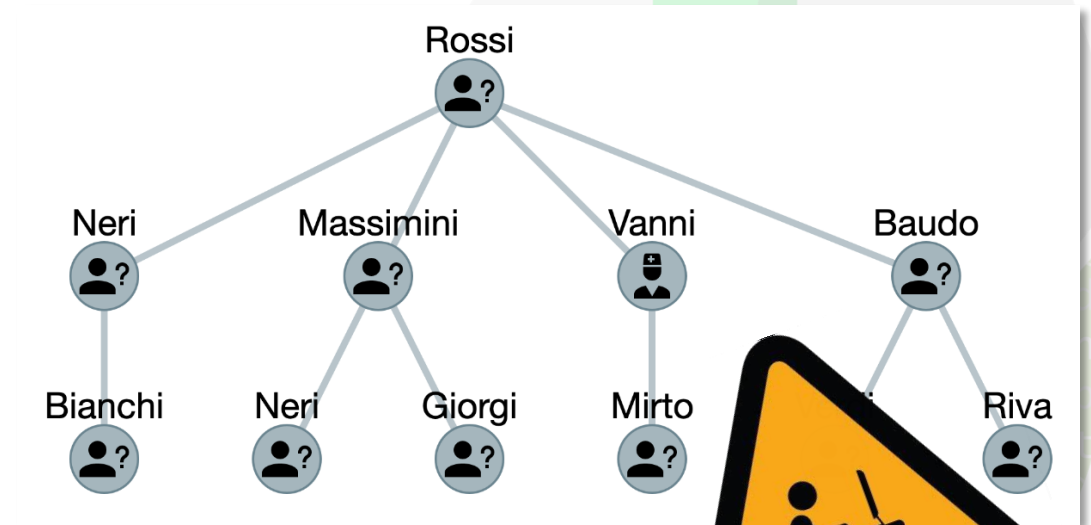 Rossi
?
Neri Massimini Vanni Baudo
? ? ?
Bianchi Neri Giorgi Mirto Riva
? ? ? ? ?